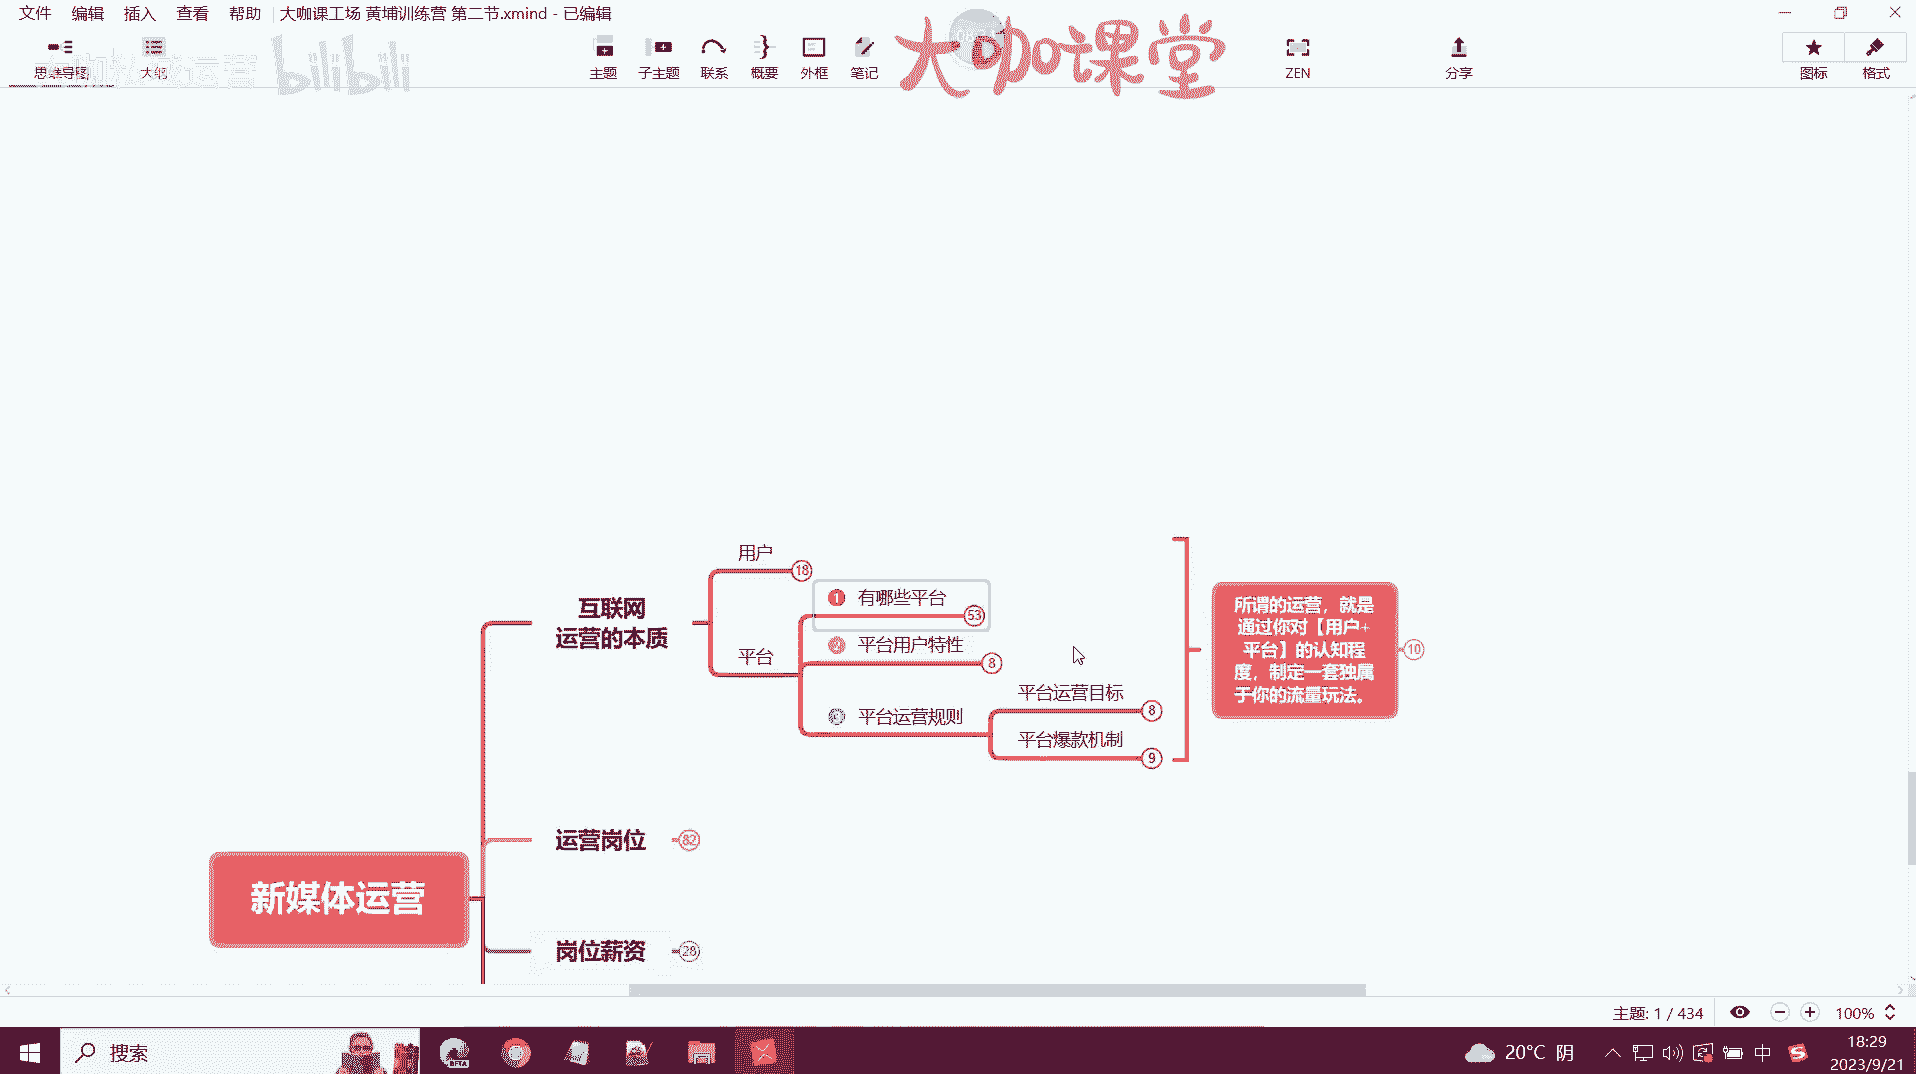 文件 编辑 插入 查看 帮助 大咖课工场 黄埔训练营 第二节.xmind - 已编辑
思维导图 大纲 主题 子主题 联系 概要 外框 笔记 ZEN 分享 图标 格式
bilibili
大咖课堂
用户 18
1 有哪些平台 53
互联网
运营的本质
2 平台用户特性 8
平台
平台运营目标 8
3 平台运营规则
平台爆款机制 9
所谓的运营，就是
通过你对【用户+
平台】的认知程
度，制定一套独属
于你的流量玩法。
10
运营岗位 82
新媒体运营
岗位薪资 28
主题: 1 / 434 100%
搜索 BETA 20°C 阴 中 18:29
2023/9/21